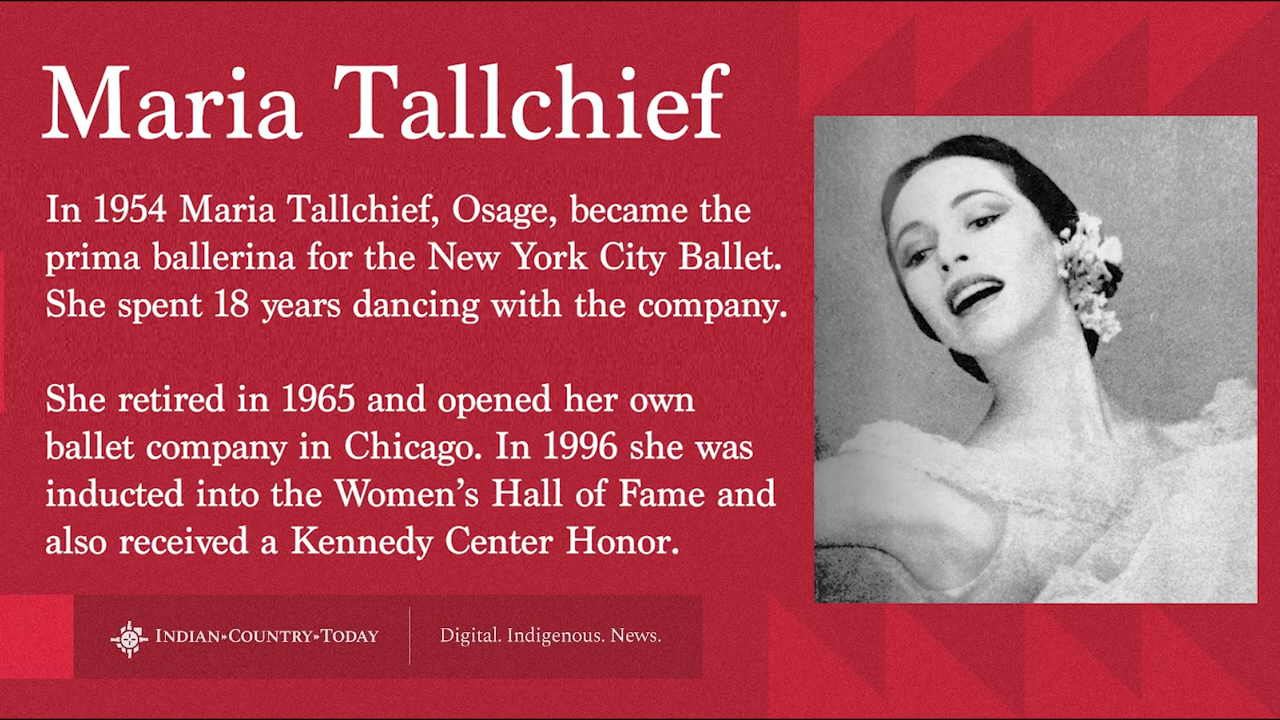 Maria Tallchief
In 1954 Maria Tallchief, Osage, became the
prima ballerina for the New York City Ballet.
She spent 18 years dancing with the company.
She retired in 1965 and opened her own
ballet company in Chicago. In 1996 she was
inducted into the Women’s Hall of Fame and
also received a Kennedy Center Honor.
INDIAN»COUNTRY»TODAY
Digital. Indigenous. News.